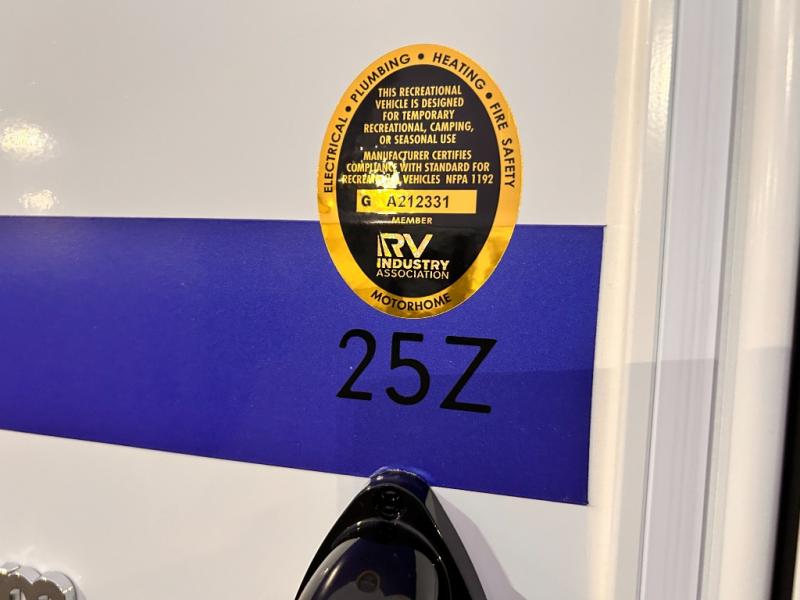 ELECTRICAL • PLUMBING • HEATING • FIRE SAFETY
THIS RECREATIONAL
VEHICLE IS DESIGNED
FOR TEMPORARY
RECREATIONAL, CAMPING,
OR SEASONAL USE
MANUFACTURER CERTIFIES
COMPLIANCE WITH STANDARD FOR
RECREATIONAL VEHICLES NFPA 1192
G A212331
MEMBER
RV
INDUSTRY
ASSOCIATION
MOTORHOME
25Z